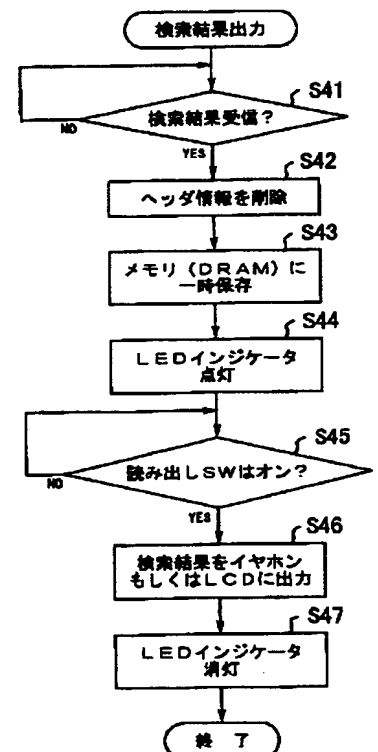 検索結果出力
S41
検索結果受信?
NO
YES
S42
ヘッダ情報を削除
S43
メモリ(DRAM)に
一時保存
S44
LEDインジケータ
点灯
S45
読み出しSWはオン?
NO
YES
S46
検索結果をイヤホン
もしくはLCDに出力
S47
LEDインジケータ
消灯
終 了